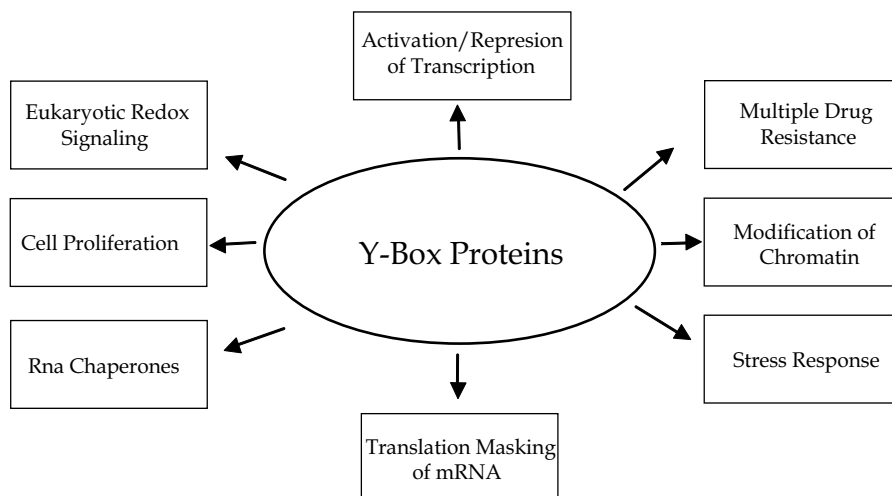 Activation/Represion
of Transcription
Eukaryotic Redox
Signaling
Multiple Drug
Resistance
Cell Proliferation
Y-Box Proteins
Modification of
Chromatin
Rna Chaperones
Stress Response
Translation Masking
of mRNA